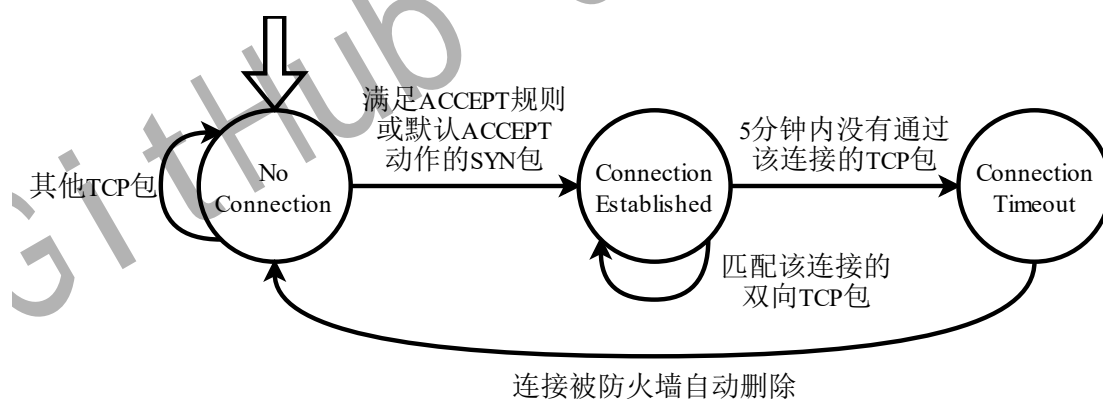 GitHub
满足ACCEPT规则
或默认ACCEPT
动作的SYN包
5分钟内没有通过
该连接的TCP包
其他TCP包
No
Connection
Connection
Established
Connection
Timeout
匹配该连接的
双向TCP包
连接被防火墙自动删除